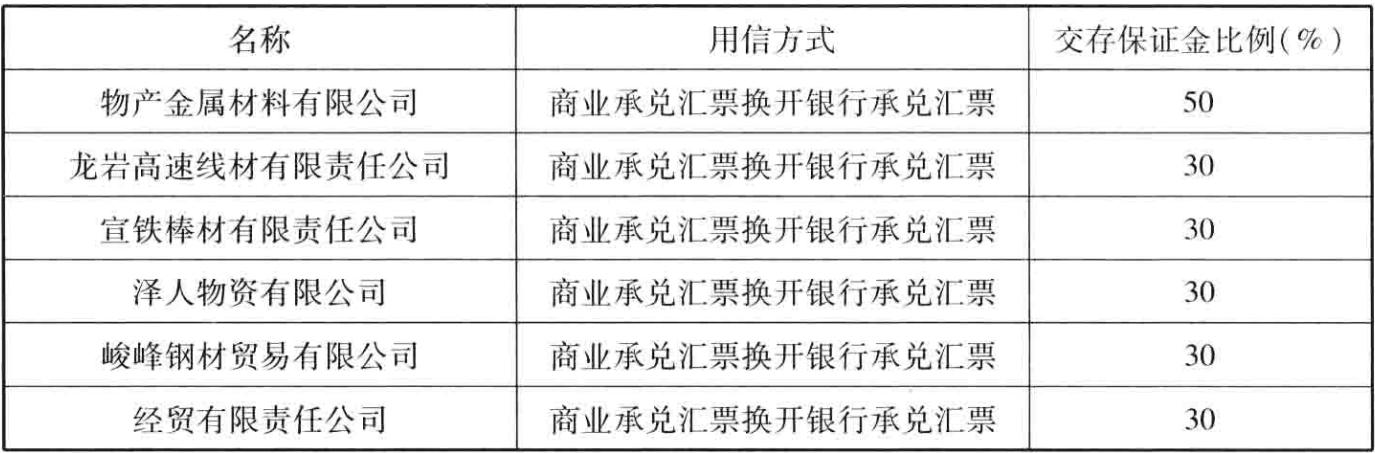 名称 用信方式 交存保证金比例(%)
物产金属材料有限公司 商业承兑汇票换开银行承兑汇票 50
龙岩高速线材有限责任公司 商业承兑汇票换开银行承兑汇票 30
宣铁棒材有限责任公司 商业承兑汇票换开银行承兑汇票 30
泽人物资有限公司 商业承兑汇票换开银行承兑汇票 30
峻峰钢材贸易有限公司 商业承兑汇票换开银行承兑汇票 30
经贸有限责任公司 商业承兑汇票换开银行承兑汇票 30